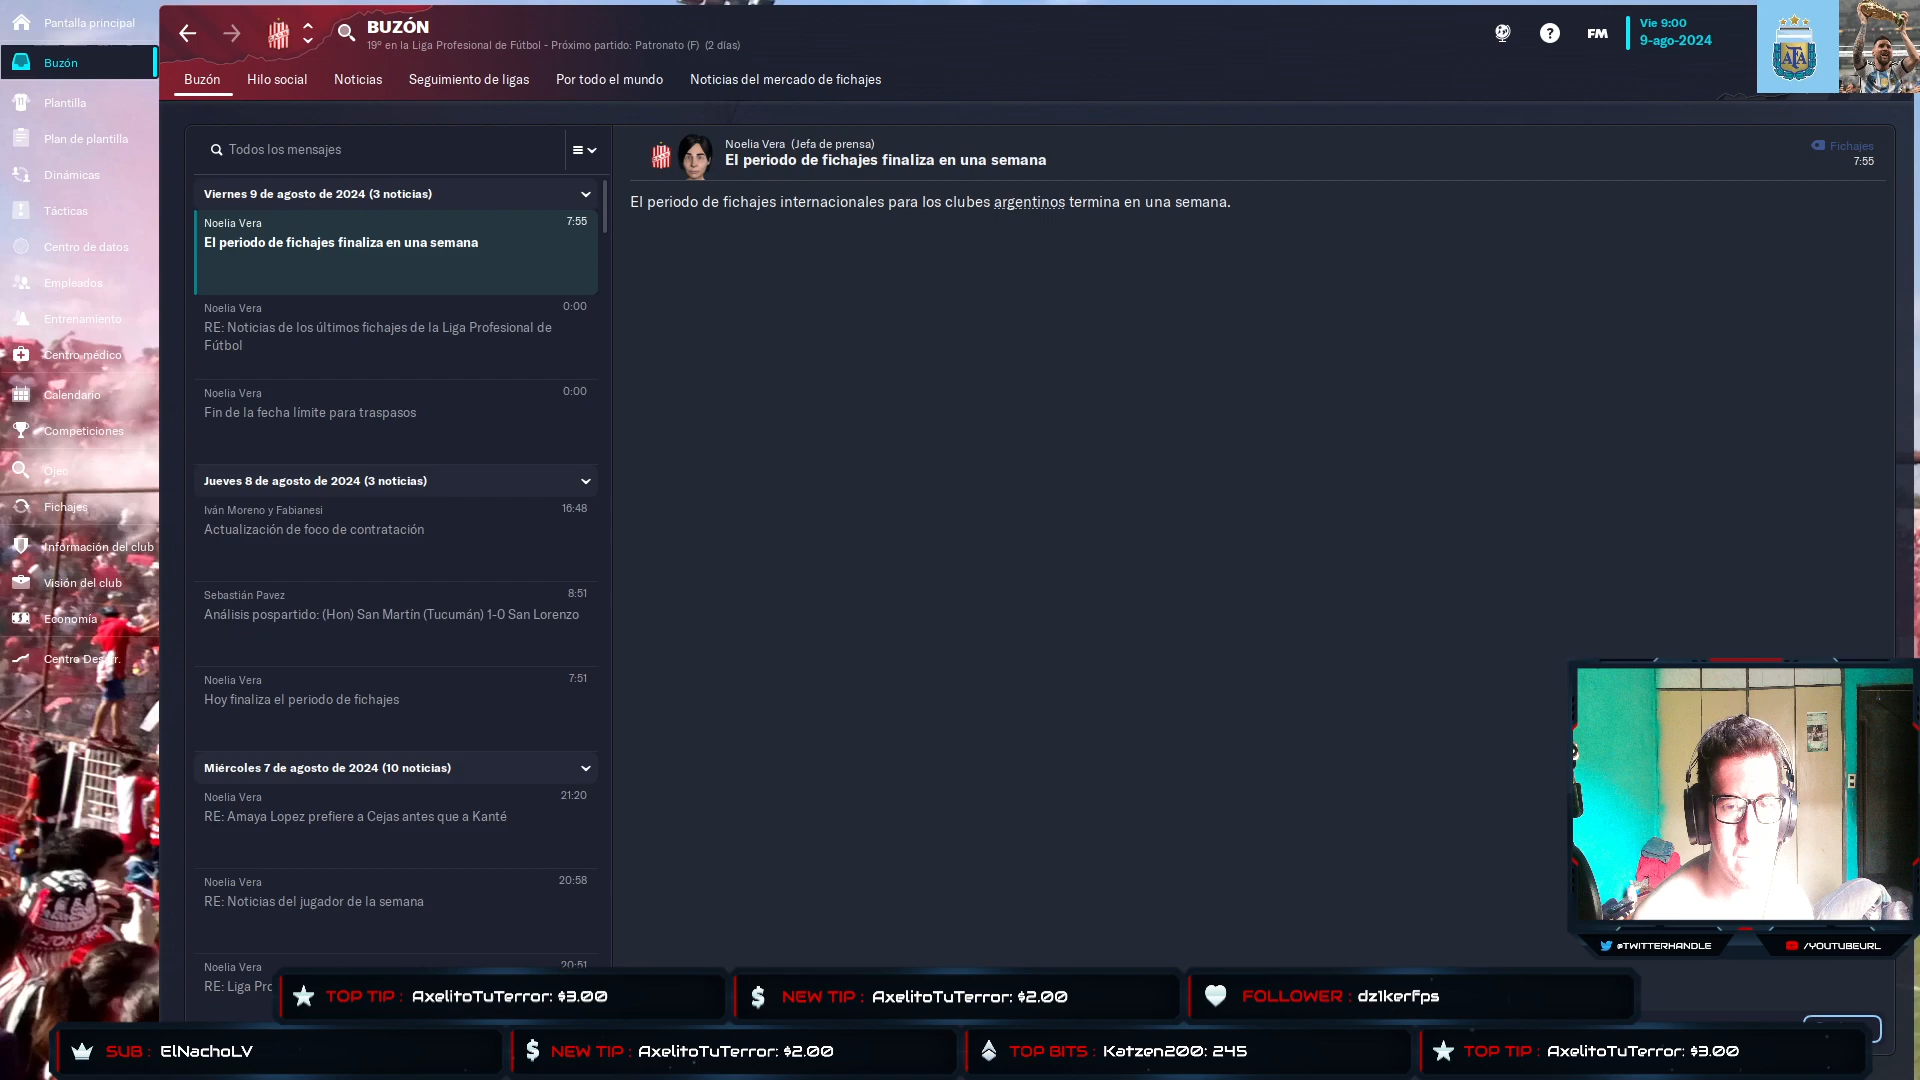 Pantalla principal
Buzón
Plantilla
Plan de plantilla
Dinámicas
Tácticas
Centro de datos
Empleados
Entrenamiento
Centro médico
Calendario
Competiciones
Ojeo
Fichajes
Información del club
Visión del club
Economía
Centro Desarr.
BUZÓN
19º en la Liga Profesional de Fútbol - Próximo partido: Patronato (F) (2 días)
FM
Vie 9:00
9-ago-2024
AFA
Buzón
Hilo social
Noticias
Seguimiento de ligas
Por todo el mundo
Noticias del mercado de fichajes
Todos los mensajes
Viernes 9 de agosto de 2024 (3 noticias)
Noelia Vera 7:55
El periodo de fichajes finaliza en una semana
Noelia Vera 0:00
RE: Noticias de los últimos fichajes de la Liga Profesional de
Fútbol
Noelia Vera 0:00
Fin de la fecha límite para traspasos
Jueves 8 de agosto de 2024 (3 noticias)
Iván Moreno y Fabianesi 16:48
Actualización de foco de contratación
Sebastián Pavez 8:51
Análisis pospartido: (Hon) San Martín (Tucumán) 1-0 San Lorenzo
Noelia Vera 7:51
Hoy finaliza el periodo de fichajes
Miércoles 7 de agosto de 2024 (10 noticias)
Noelia Vera 21:20
RE: Amaya Lopez prefiere a Cejas antes que a Kanté
Noelia Vera 20:58
RE: Noticias del jugador de la semana
Noelia Vera 20:51
RE: Liga Pro
Noelia Vera (Jefa de prensa)
El periodo de fichajes finaliza en una semana
Fichajes
7:55
El periodo de fichajes internacionales para los clubes argentinos termina en una semana.
@TWITTERHANDLE
/YOUTUBEURL
TOP TIP : AxelitoTuTerror: $3.00
NEW TIP : AxelitoTuTerror: $2.00
FOLLOWER : dz1kerfps
SUB : ElNachoLV
NEW TIP : AxelitoTuTerror: $2.00
TOP BITS : Katzen200: 245
TOP TIP : AxelitoTuTerror: $3.00